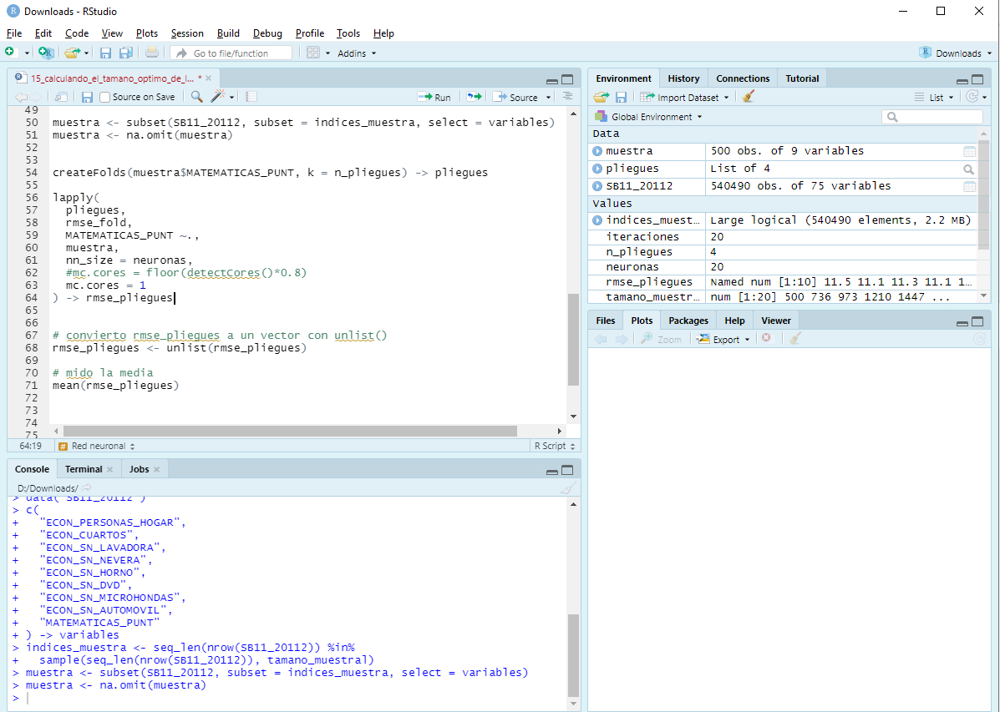 Downloads - RStudio
File Edit Code View Plots Session Build Debug Profile Tools Help
Go to file/function Addins Downloads
15_calculando_el_tamano_optimo_de_l... *
Source on Save Run Source
49
50 muestra <- subset(SB11_20112, subset = indices_muestra, select = variables)
51 muestra <- na.omit(muestra)
52
53
54 createFolds(muestra$MATEMATICAS_PUNT, k = n_pliegues) -> pliegues
55
56 lapply(
57 pliegues,
58 rmse_fold,
59 MATEMATICAS_PUNT ~.,
60 muestra,
61 nn_size = neuronas,
62 #mc.cores = floor(detectCores()*0.8)
63 mc.cores = 1
64 ) -> rmse_pliegues
65
66
67 # convierto rmse_pliegues a un vector con unlist()
68 rmse_pliegues <- unlist(rmse_pliegues)
69
70 # mido la media
71 mean(rmse_pliegues)
72
73
74
75
64:19 Red neuronal R Script
Console Terminal Jobs
D:/Downloads/
> data("SB11_20112")
> c(
+ "ECON_PERSONAS_HOGAR",
+ "ECON_CUARTOS",
+ "ECON_SN_LAVADORA",
+ "ECON_SN_NEVERA",
+ "ECON_SN_HORNO",
+ "ECON_SN_DVD",
+ "ECON_SN_MICROHONDAS",
+ "ECON_SN_AUTOMOVIL",
+ "MATEMATICAS_PUNT"
+ ) -> variables
> indices_muestra <- seq_len(nrow(SB11_20112)) %in%
+ sample(seq_len(nrow(SB11_20112)), tamano_muestral)
> muestra <- subset(SB11_20112, subset = indices_muestra, select = variables)
> muestra <- na.omit(muestra)
>
Environment History Connections Tutorial
Import Dataset List
Global Environment
Data
muestra 500 obs. of 9 variables
pliegues List of 4
SB11_20112 540490 obs. of 75 variables
Values
indices_muest... Large logical (540490 elements, 2.2 MB)
iteraciones 20
n_pliegues 4
neuronas 20
rmse_pliegues Named num [1:10] 11.5 11.1 11.3 11.1 1...
tamano_muestr... num [1:20] 500 736 973 1210 1447 ...
Files Plots Packages Help Viewer
Zoom Export